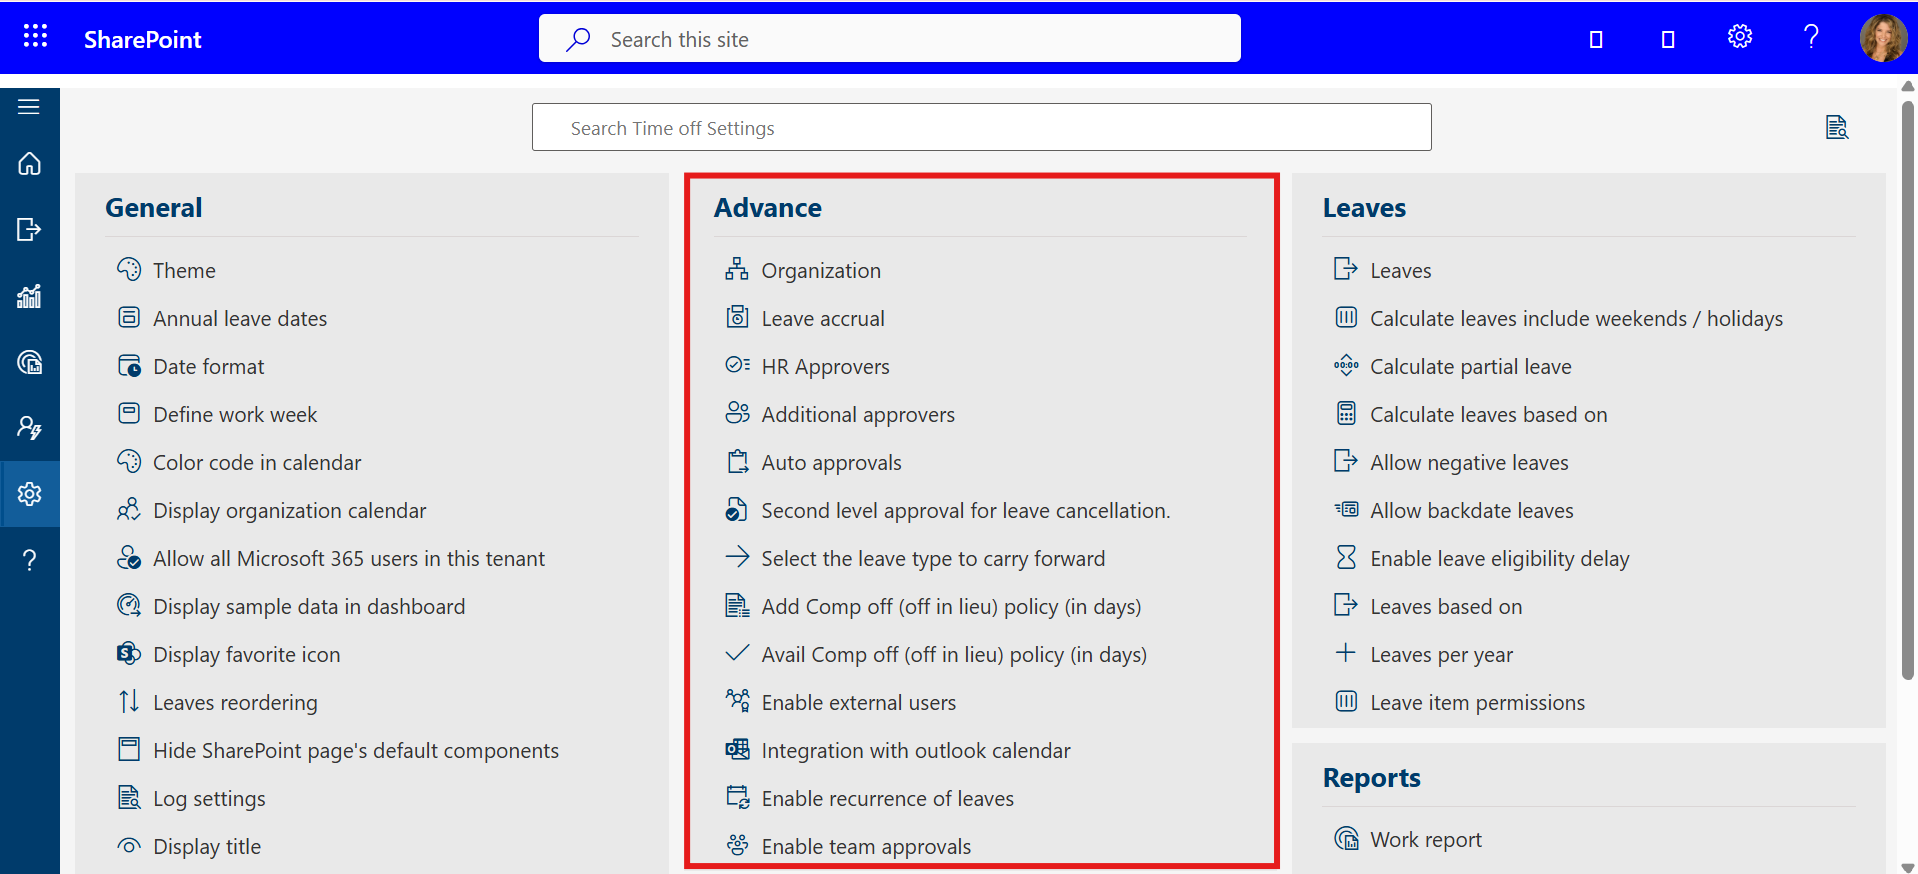 SharePoint
Search this site
Search Time off Settings
General
Theme
Annual leave dates
Date format
Define work week
Color code in calendar
Display organization calendar
Allow all Microsoft 365 users in this tenant
Display sample data in dashboard
Display favorite icon
Leaves reordering
Hide SharePoint page's default components
Log settings
Display title
Advance
Organization
Leave accrual
HR Approvers
Additional approvers
Auto approvals
Second level approval for leave cancellation.
Select the leave type to carry forward
Add Comp off (off in lieu) policy (in days)
Avail Comp off (off in lieu) policy (in days)
Enable external users
Integration with outlook calendar
Enable recurrence of leaves
Enable team approvals
Leaves
Leaves
Calculate leaves include weekends / holidays
Calculate partial leave
Calculate leaves based on
Allow negative leaves
Allow backdate leaves
Enable leave eligibility delay
Leaves based on
Leaves per year
Leave item permissions
Reports
Work report